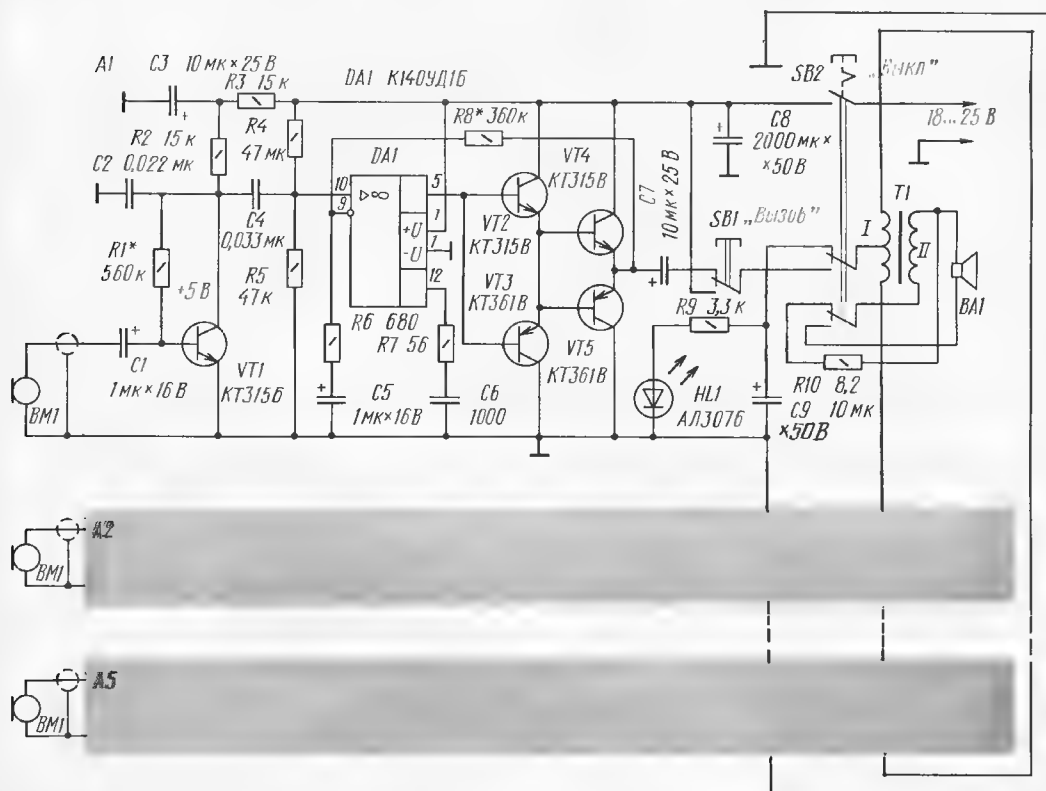 A1
C3 10 мк × 25 В
R3 15 к
DA1 К140УД1Б
SB2
„Выкл”
R2 15 к
R4
47 мк
R8* 360 к
C8
2000 мк ×
× 50 В
18...25 В
C2
0,022 мк
DA1
VT4
КТ315В
10
9
▷∞
5
1
+U
1
-U
12
C4
0,033 мк
VT2
КТ315В
C7
10 мк × 25 В
SB1 „Вызов”
T1
I
II
R1*
560 к
+5 В
R5
47 к
VT3
КТ361В
R9 3,3 к
BA1
R6 680
R7 56
VT5
КТ361В
BM1
C1
1 мк × 16 В
VT1
КТ315Б
C5
1 мк × 16 В
C6
1000
HL1
АЛ307б
R10 8,2
10 мк
C9
× 50 В
A2
BM1
A5
BM1